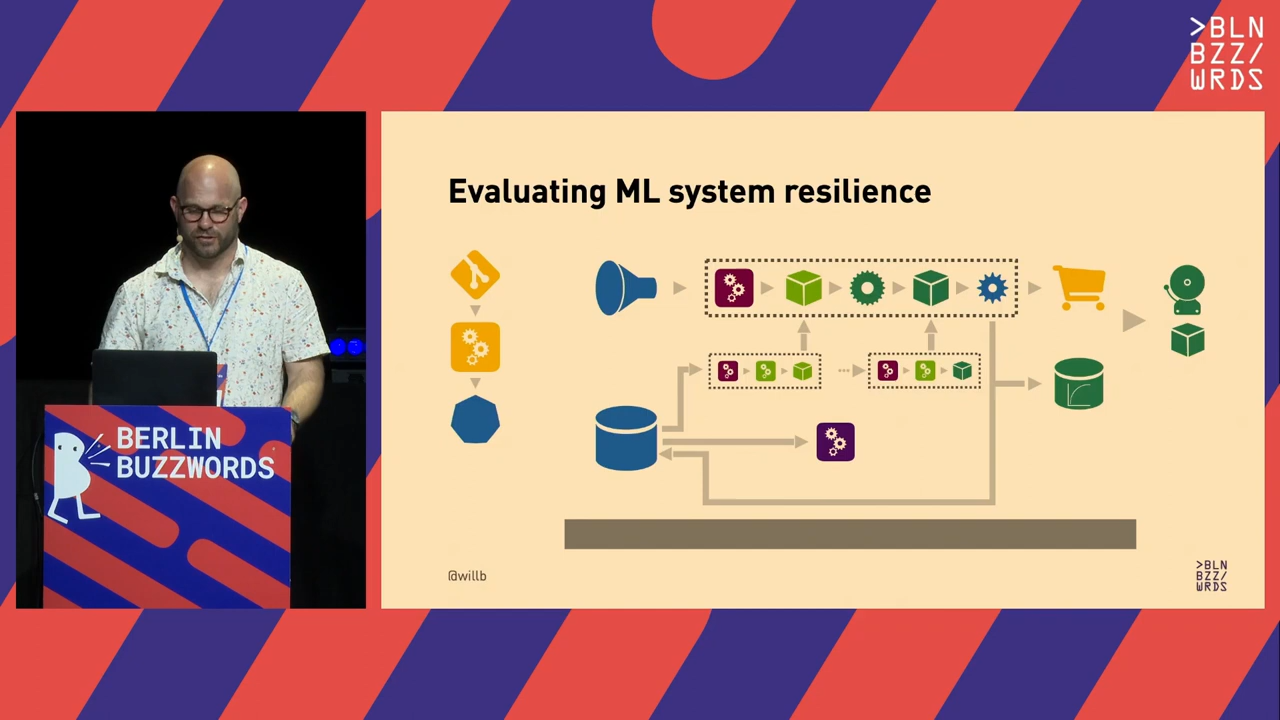 >BLN
BZZ/
WRDS
Evaluating ML system resilience
BERLIN
BUZZWORDS
@willb
>BLN
BZZ/
WRDS